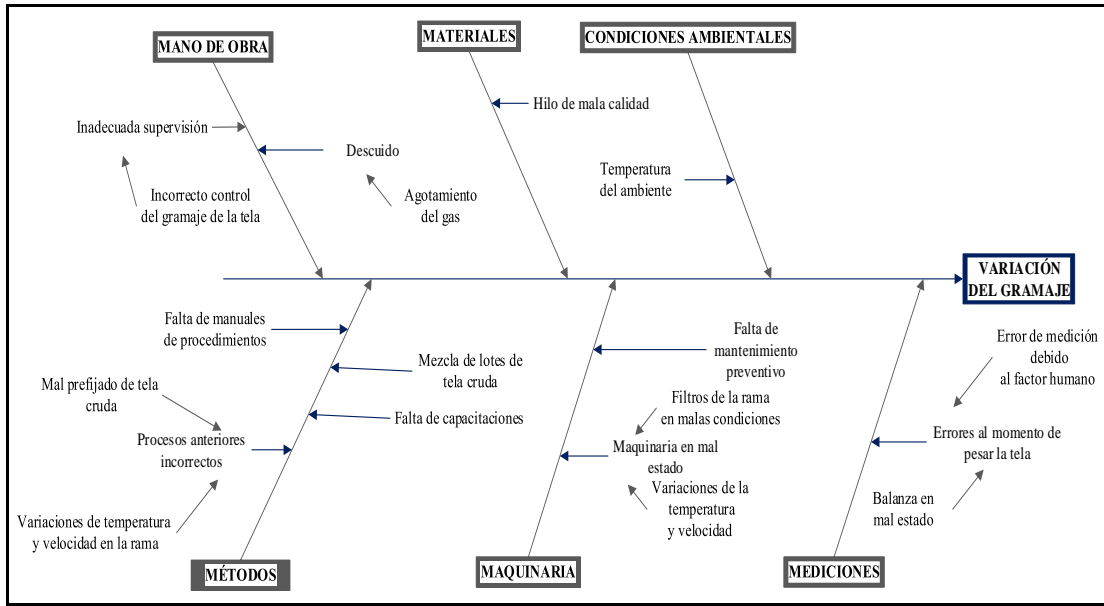 MANO DE OBRA
MATERIALES
CONDICIONES AMBIENTALES
Inadecuada supervisión
Incorrecto control
del gramaje de la tela
Descuido
Agotamiento
del gas
Hilo de mala calidad
Temperatura
del ambiente
VARIACIÓN
DEL GRAMAJE
Falta de manuales
de procedimientos
Mezcla de lotes de
tela cruda
Mal prefijado de tela
cruda
Falta de capacitaciones
Procesos anteriores
incorrectos
Variaciones de temperatura
y velocidad en la rama
Falta de
mantenimiento
preventivo
Filtros de la rama
en malas condiciones
Maquinaria en mal
estado
Variaciones de la
temperatura
y velocidad
Error de medición
debido
al factor humano
Errores al momento de
pesar la tela
Balanza en
mal estado
MÉTODOS
MAQUINARIA
MEDICIONES